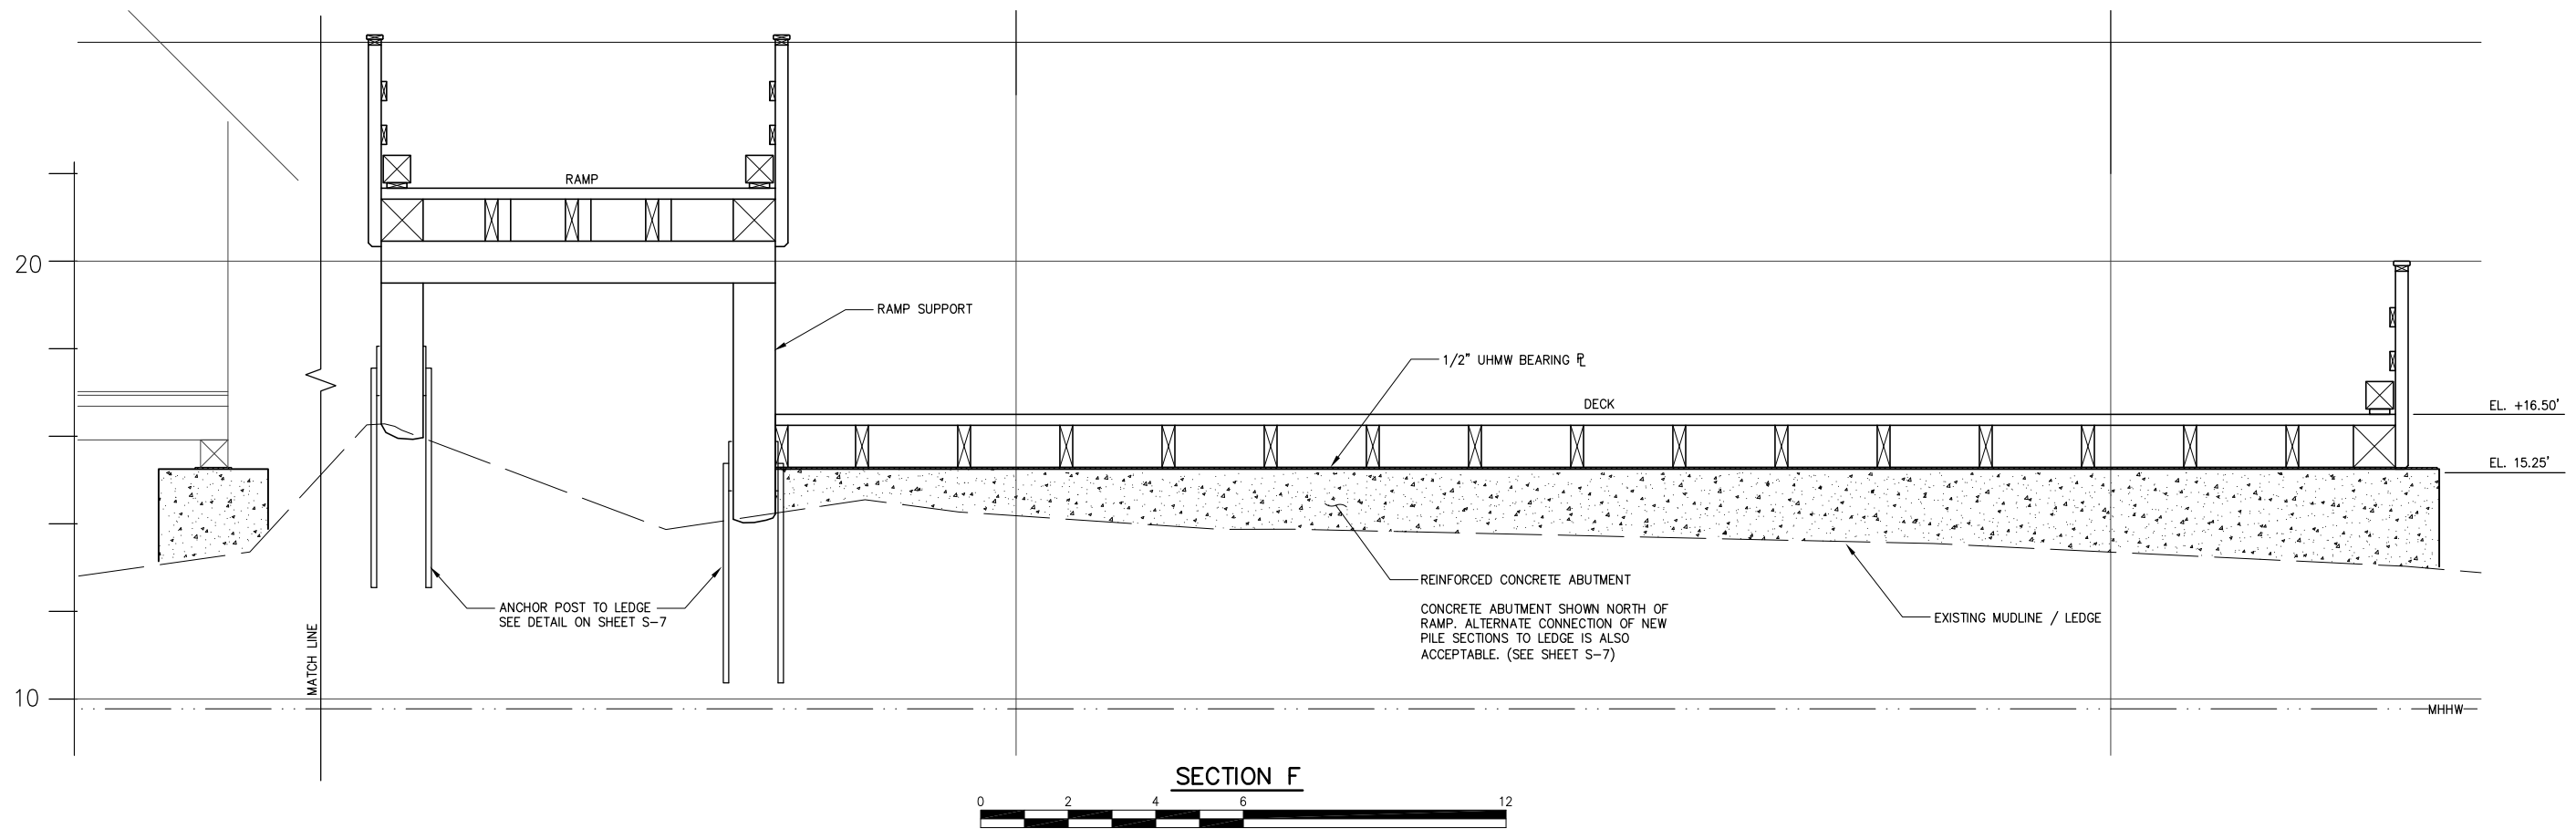 RAMP
20
RAMP SUPPORT
1/2" UHMW BEARING ℄
DECK
EL. +16.50'
EL. 15.25'
ANCHOR POST TO LEDGE
SEE DETAIL ON SHEET S-7
MATCH LINE
REINFORCED CONCRETE ABUTMENT
CONCRETE ABUTMENT SHOWN NORTH OF
RAMP. ALTERNATE CONNECTION OF NEW
PILE SECTIONS TO LEDGE IS ALSO
ACCEPTABLE. (SEE SHEET S-7)
EXISTING MUDLINE / LEDGE
10
MHHW
SECTION F
0 2 4 6 12